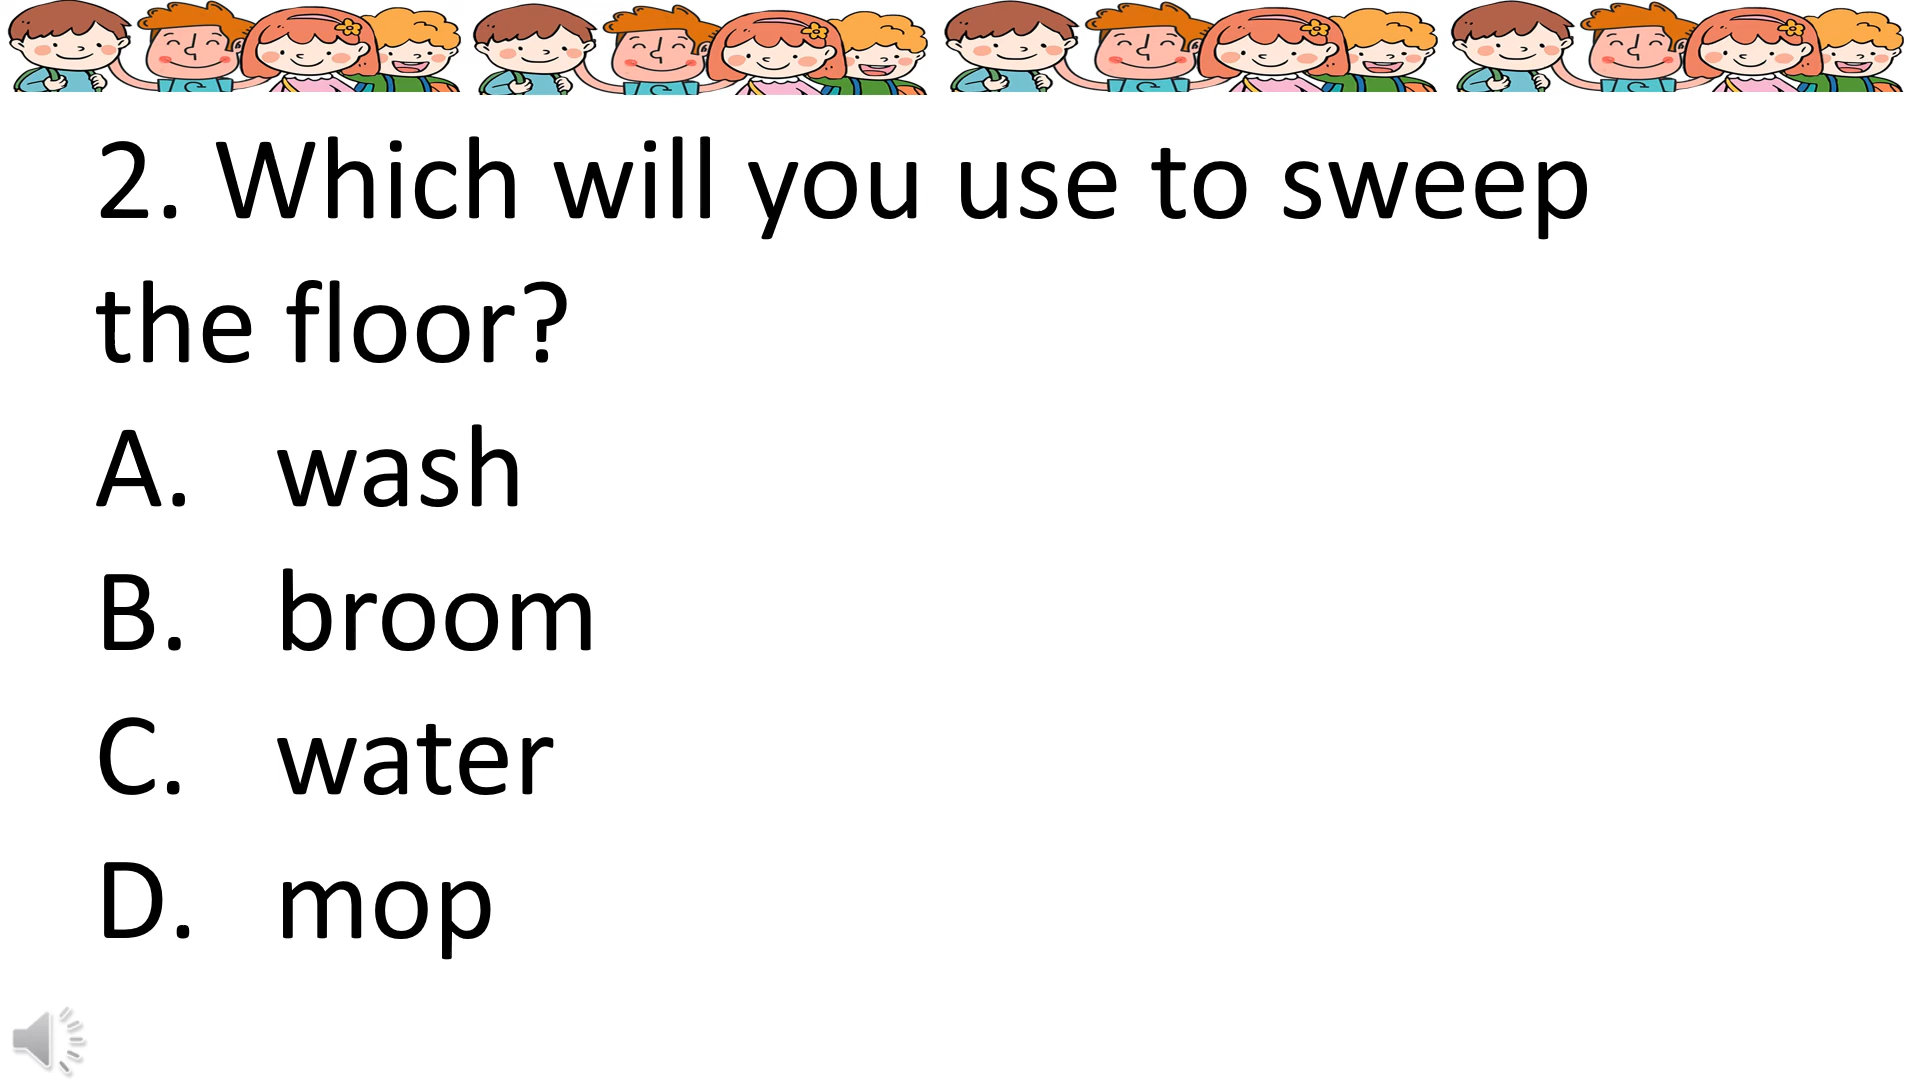 2. Which will you use to sweep
the floor?
A. wash
B. broom
C. water
D. mop